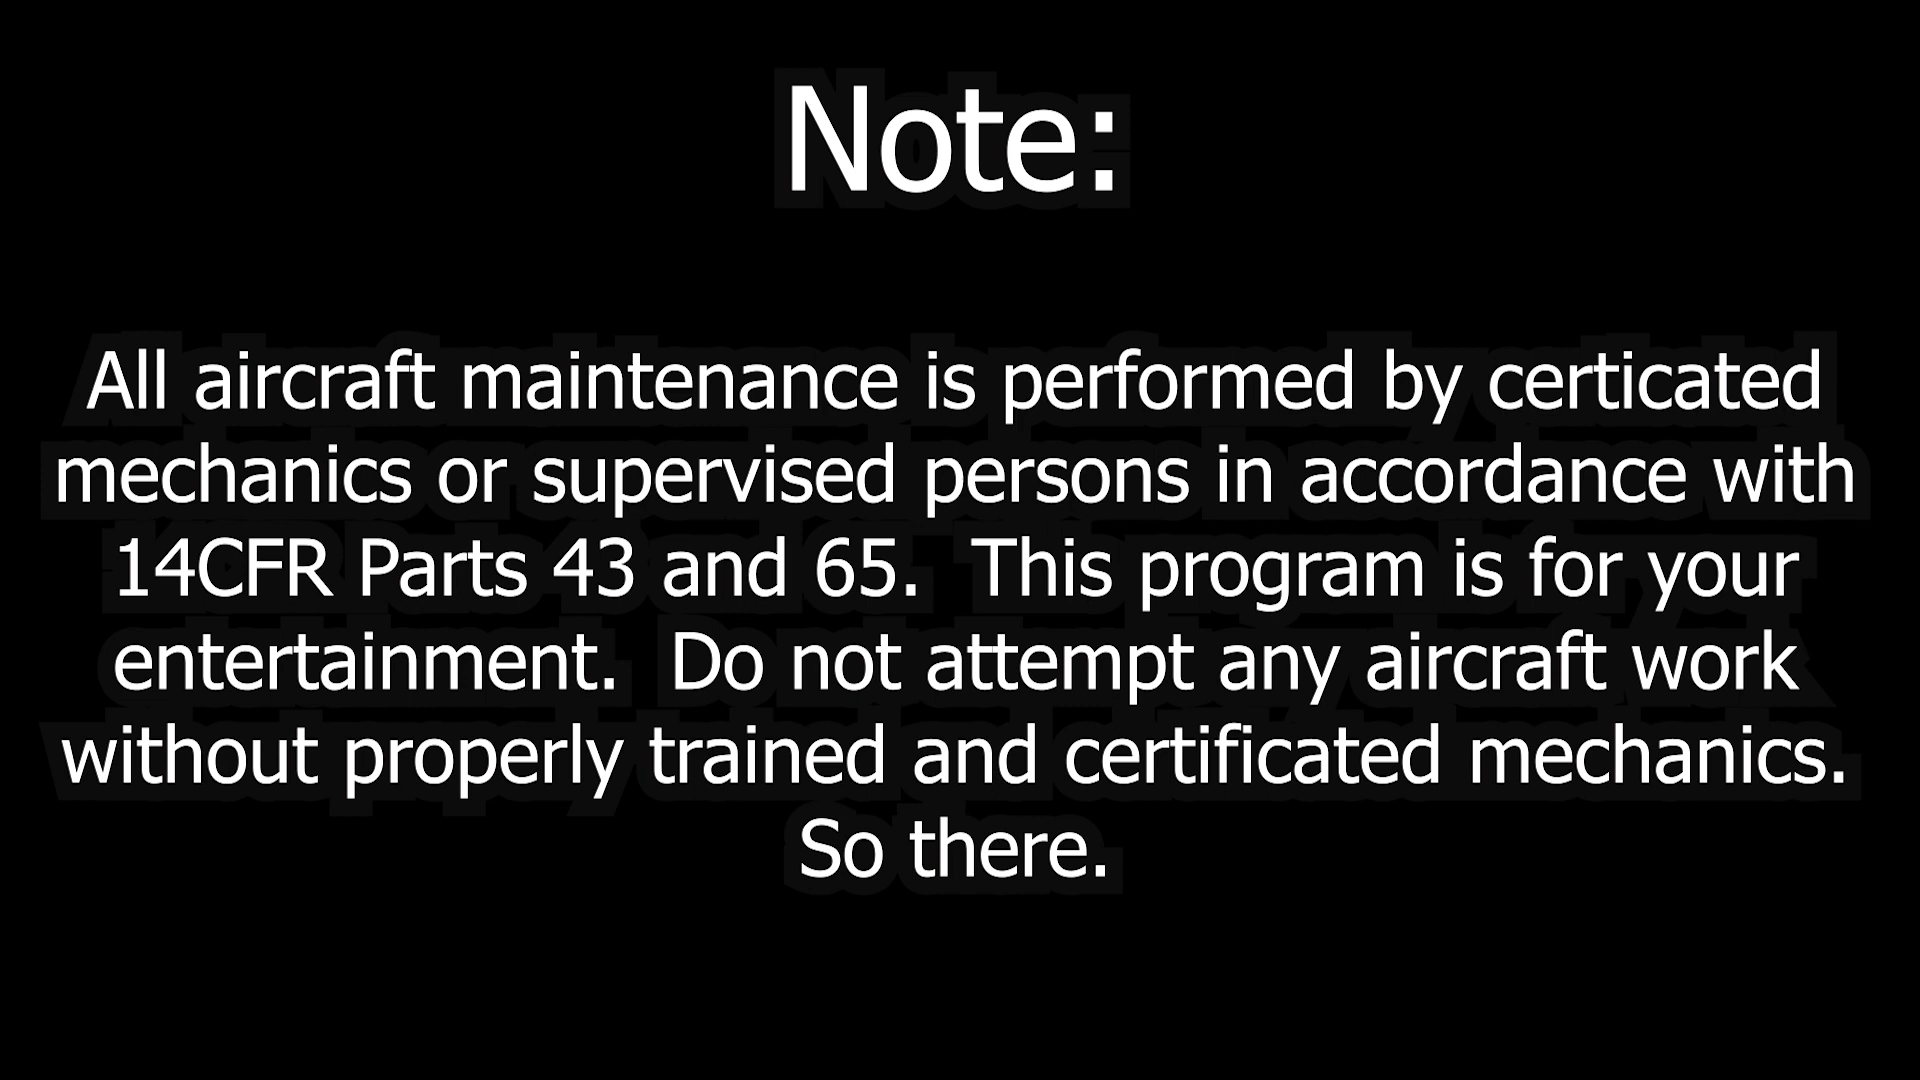 Note:
All aircraft maintenance is performed by certicated
mechanics or supervised persons in accordance with
14CFR Parts 43 and 65.  This program is for your
entertainment.  Do not attempt any aircraft work
without properly trained and certificated mechanics.
So there.